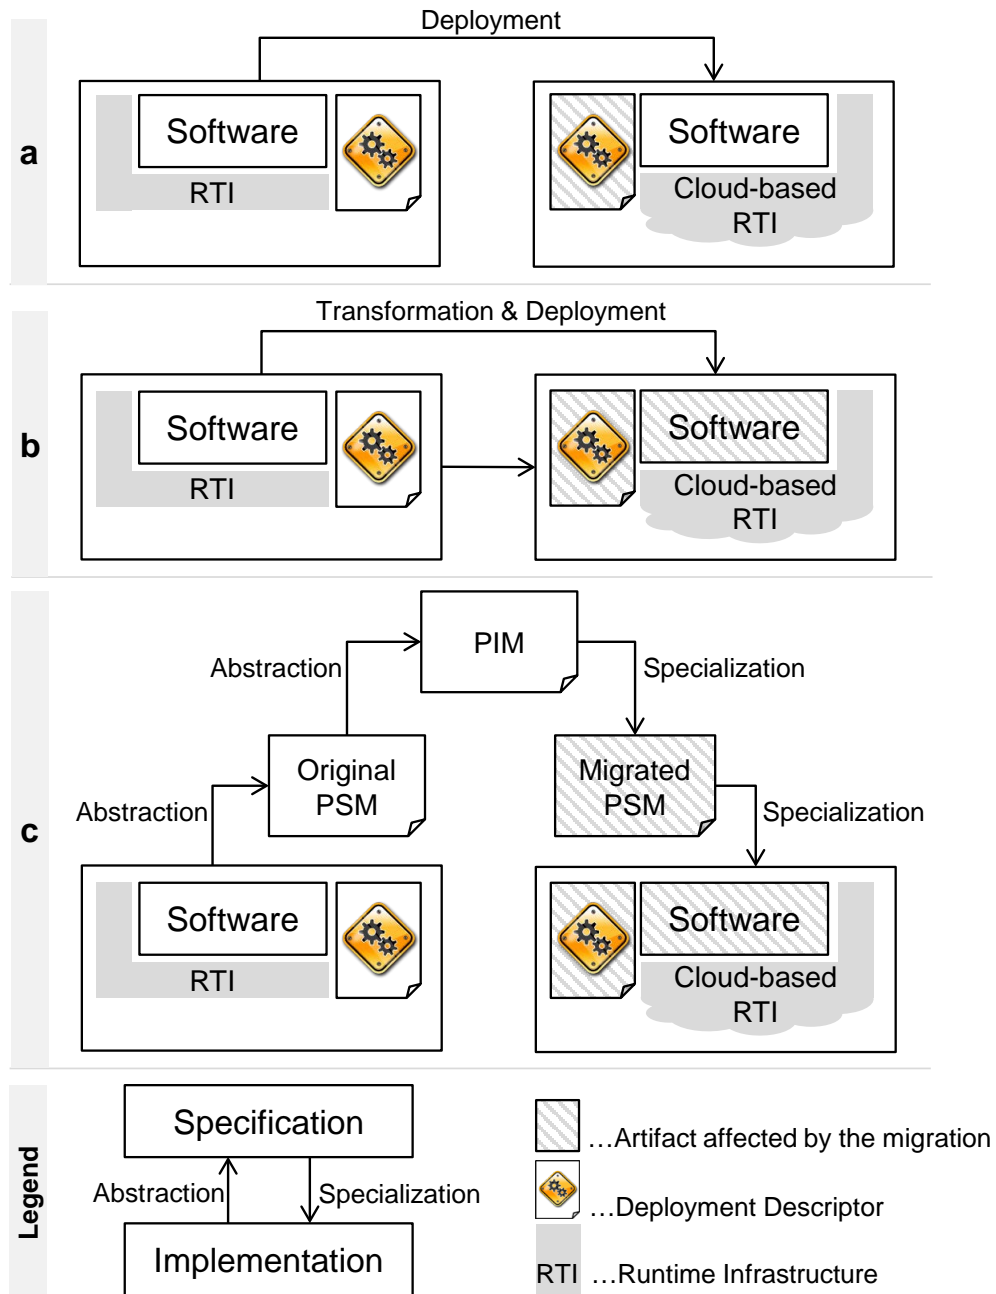 Deployment
a
Software
RTI
Software
Cloud-based
RTI
Transformation & Deployment
b
Software
RTI
Software
Cloud-based
RTI
c
PIM
Abstraction
Specialization
Original
PSM
Migrated
PSM
Abstraction
Specialization
Software
RTI
Software
Cloud-based
RTI
Legend
Specification
Abstraction
Specialization
Implementation
…Artifact affected by the migration
…Deployment Descriptor
RTI …Runtime Infrastructure